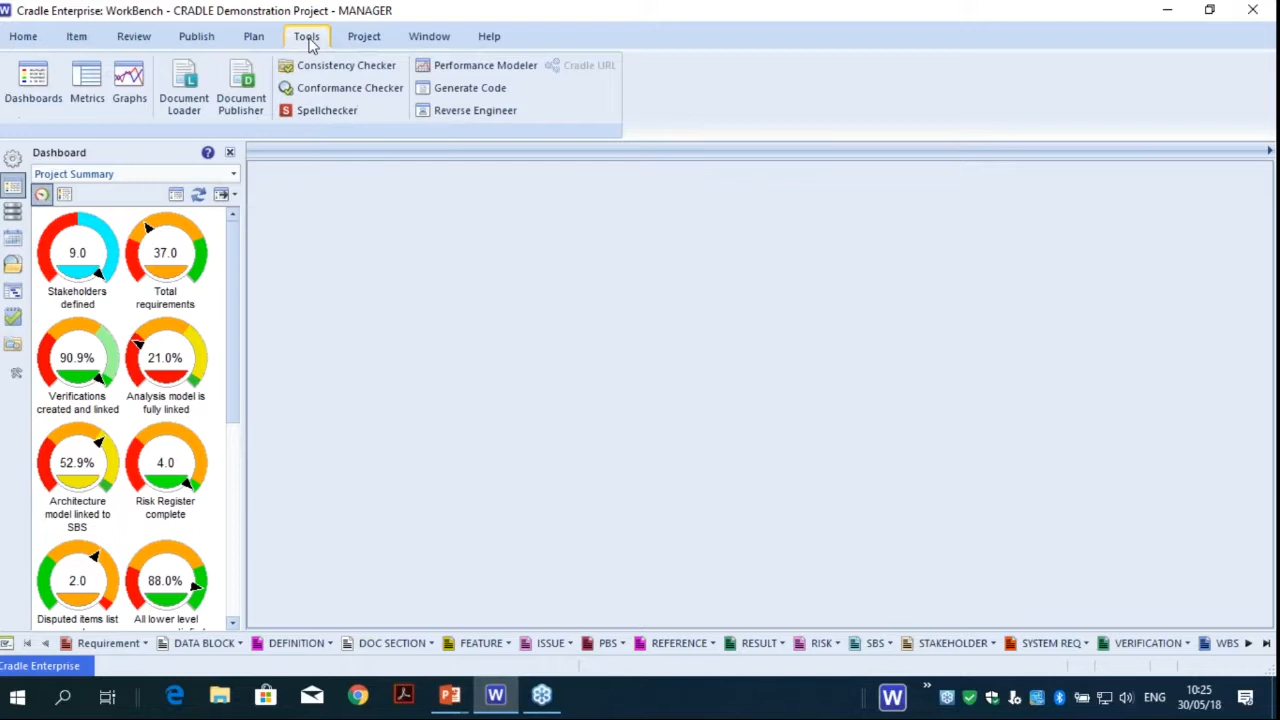 Cradle Enterprise: WorkBench - CRADLE Demonstration Project - MANAGER
Home Item Review Publish Plan Tools Project Window Help
Dashboards Metrics Graphs Document Loader Document Publisher
Consistency Checker
Conformance Checker
Spellchecker
Performance Modeler
Generate Code
Reverse Engineer
Cradle URL
Dashboard
Project Summary
9.0
Stakeholders
defined
37.0
Total
requirements
90.9%
Verifications
created and linked
21.0%
Analysis model is
fully linked
52.9%
Architecture
model linked to
SBS
4.0
Risk Register
complete
2.0
Disputed items list
88.0%
All lower level
Requirement DATA BLOCK DEFINITION DOC SECTION FEATURE ISSUE PBS REFERENCE RESULT RISK SBS STAKEHOLDER SYSTEM REQ VERIFICATION WBS
Cradle Enterprise
ENG
10:25
30/05/18